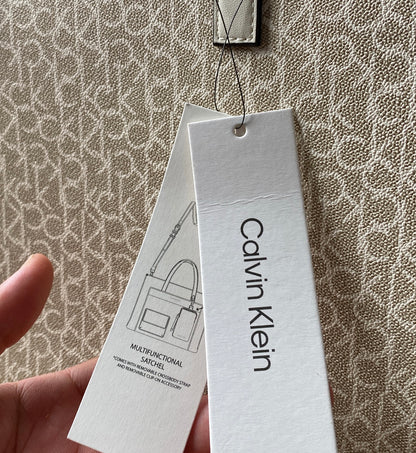 Calvin Klein
MULTIFUNCTIONAL
SATCHEL
*COMES WITH REMOVABLE CROSSBODY STRAP
AND REMOVABLE CLIP ON ACCESSORY